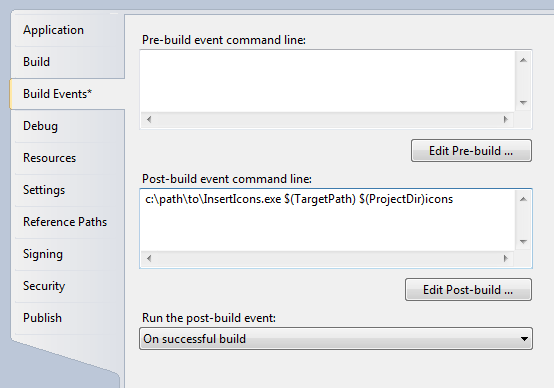 Application
Build
Build Events*
Debug
Resources
Settings
Reference Paths
Signing
Security
Publish
Pre-build event command line:
Edit Pre-build ...
Post-build event command line:
c:\path\to\InsertIcons.exe $(TargetPath) $(ProjectDir)icons
Edit Post-build ...
Run the post-build event:
On successful build